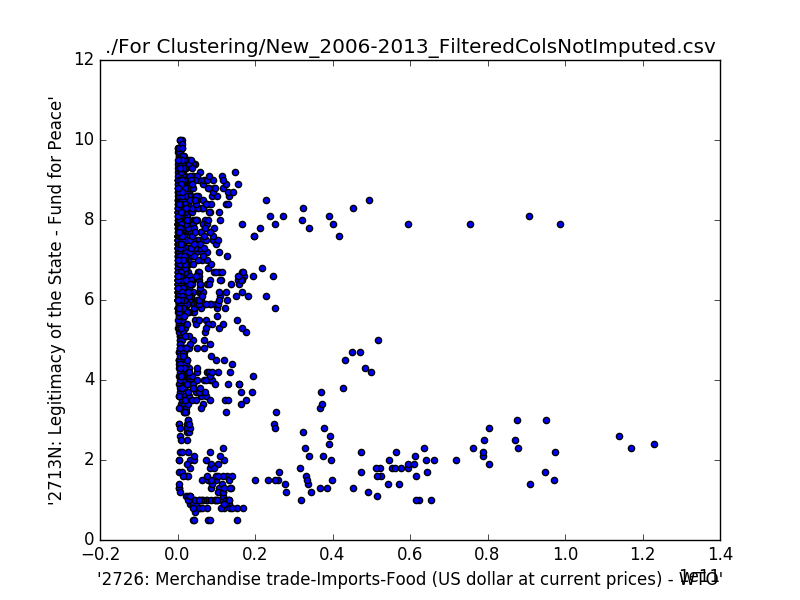 ./For Clustering/New_2006-2013_FilteredColsNotImputed.csv
'2713N: Legitimacy of the State - Fund for Peace'
12
10
8
6
4
2
0
−0.2 0.0 0.2 0.4 0.6 0.8 1.0 1.2 1.4
1e11
'2726: Merchandise trade-Imports-Food (US dollar at current prices) - WTO'